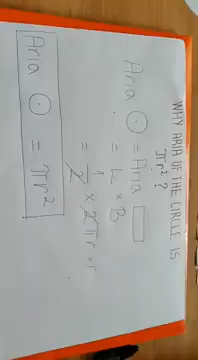 WHY ARIA OF THE CIRCLE IS
πr²?
Aria ⊙ = Aria ▭
= L × B
= 1/2 × 2πr × r
Aria ⊙ = πr²